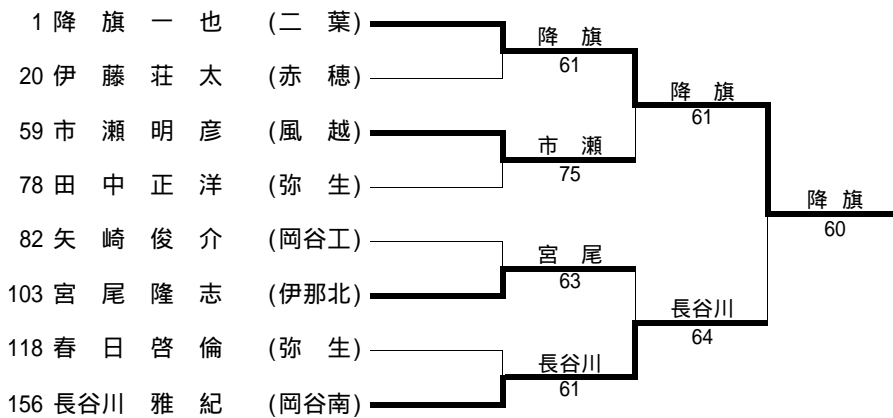 1 降旗一也 (二葉)
20 伊藤荘太 (赤穂)
59 市瀬明彦 (風越)
78 田中正洋 (弥生)
82 矢崎俊介 (岡谷工)
103 宮尾隆志 (伊那北)
118 春日啓倫 (弥生)
156 長谷川雅紀 (岡谷南)
降旗
61
市瀬
75
宮尾
63
長谷川
61
降旗
61
長谷川
64
降旗
60